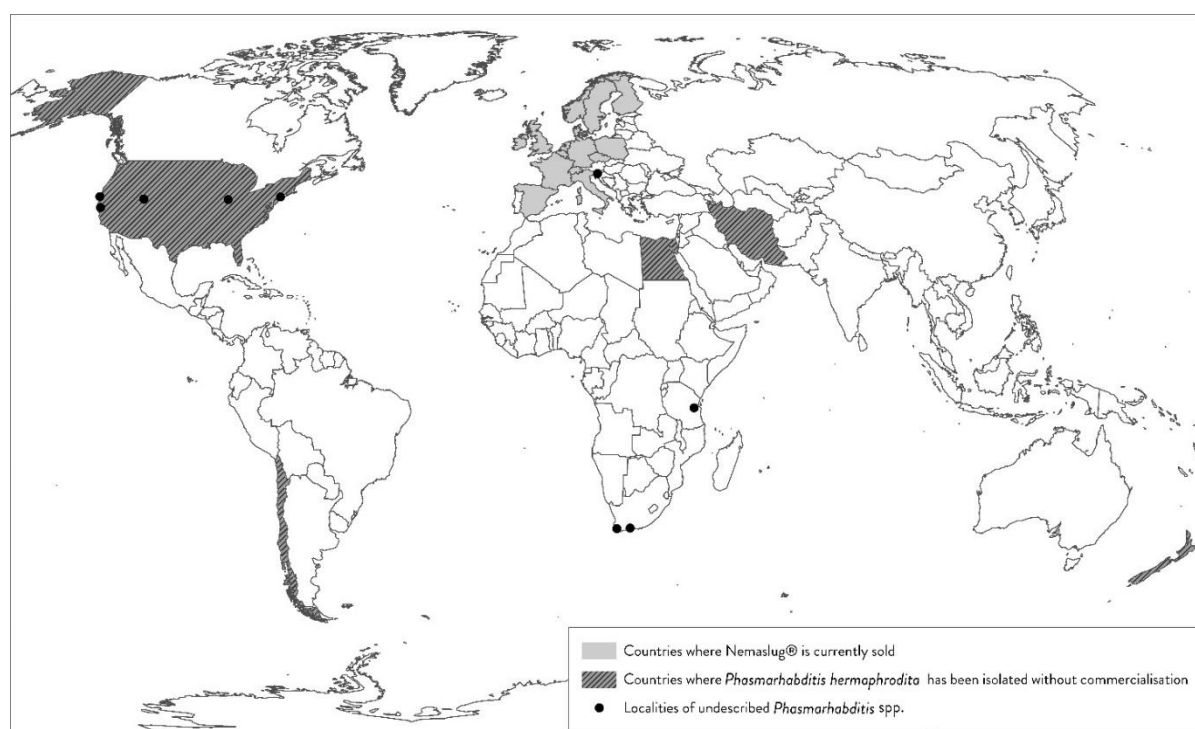 Countries where Nemaslug® is currently sold
Countries where Phasmarhabditis hermaphrodita has been isolated without commercialisation
Localities of undescribed Phasmarhabditis spp.